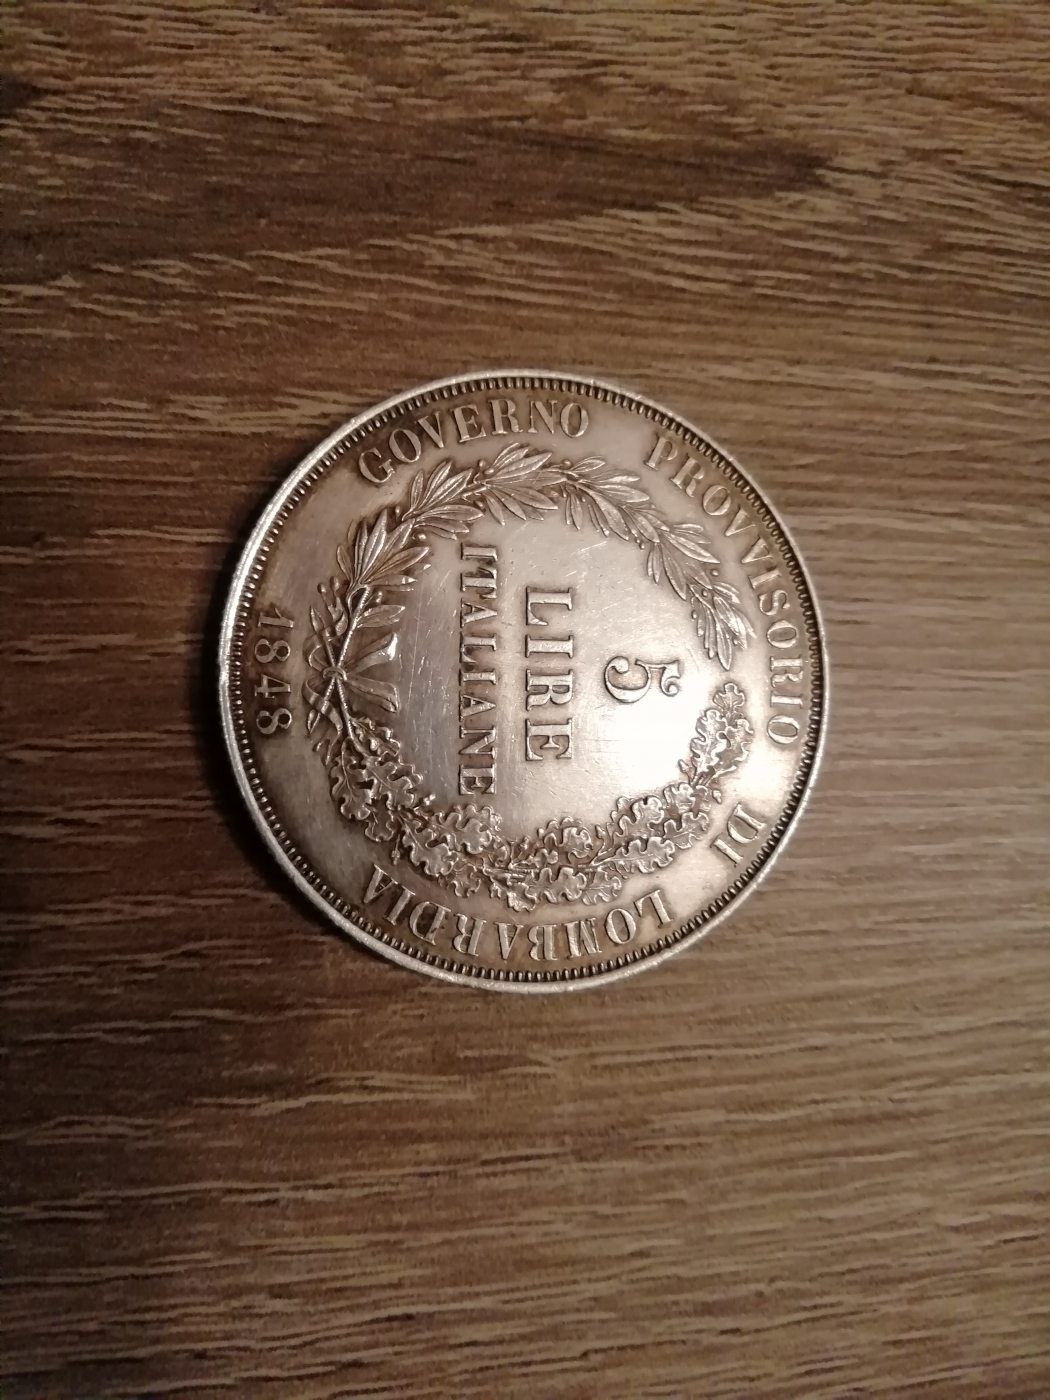 GOVERNO PROVVISORIO DI LOMBARDIA
5
LIRE
ITALIANE
1848